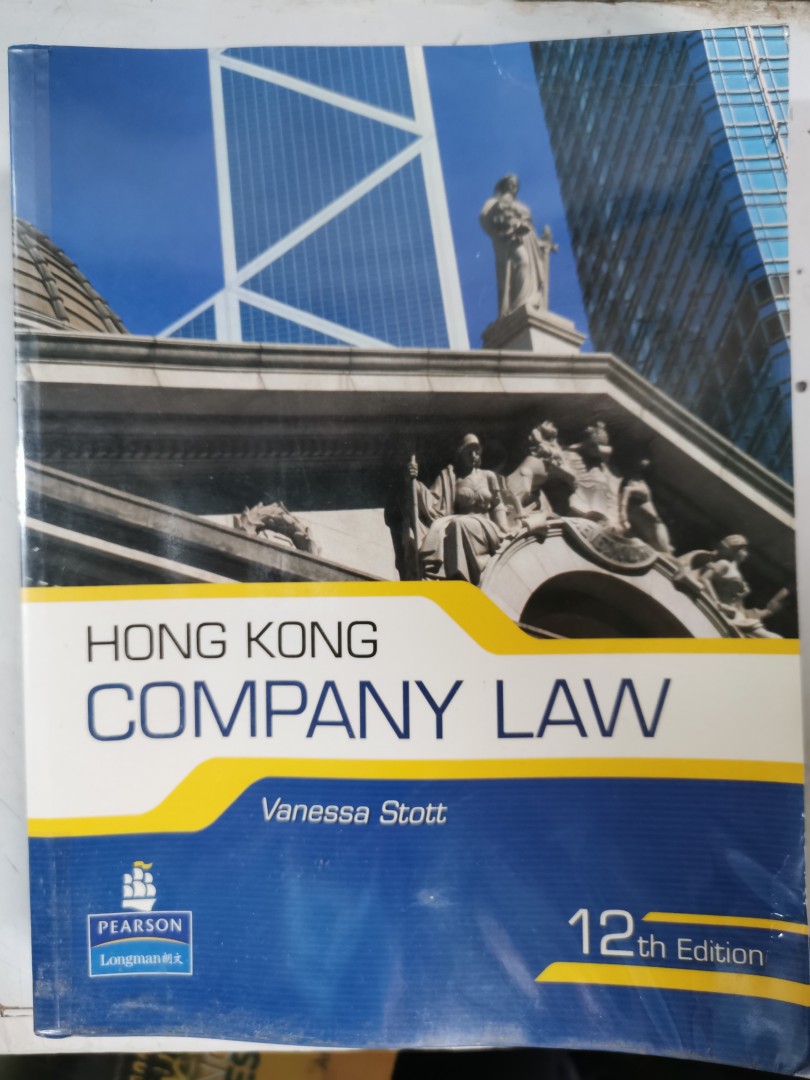 HONG KONG
COMPANY LAW
Vanessa Stott
PEARSON
Longman朗文
12th Edition